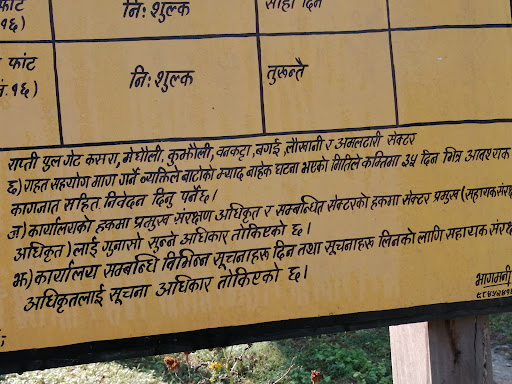 फाँट
नि: शुल्क
सोही दिन
१६)
फांट
नि: शुल्क
तुरून्तै
नं.१६)
राप्ती पुल गेट कसरा, मेघौली, कुझौली, वनकट्टा, बगई, लौखानी र अमलटारी सेक्टर
छ) राहत सहयोग माग गर्ने व्यक्तिले बाटोको म्याद बाहेक घटना भएको मितिले कम्तिमा ३५ दिन भित्र आवश्यक
कागजात सहित निवेदन दिनु पर्नेछ।
ज) कार्यालयको हकमा प्रमुख संरक्षण अधिकृत र सम्बन्धित सेक्टरको हकमा सेक्टर प्रमुख (सहायक संरक्षण
अधिकृत) लाई गुनासो सुन्ने अधिकार तोकिएको छ।
झ) कार्यालय सम्बन्धि विभिन्न सूचनाहरू दिन तथा सूचनाहरू लिनको लागि सहायक संरक्ष
अधिकृतलाई सूचना अधिकार तोकिएको छ।
भागमनी